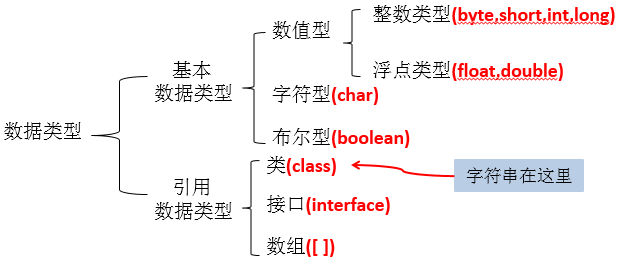 整数类型(byte,short,int,long)
数值型
浮点类型(float,double)
基本
数据类型
字符型(char)
布尔型(boolean)
数据类型
类(class)
字符串在这里
引用
数据类型
接口(interface)
数组([ ])